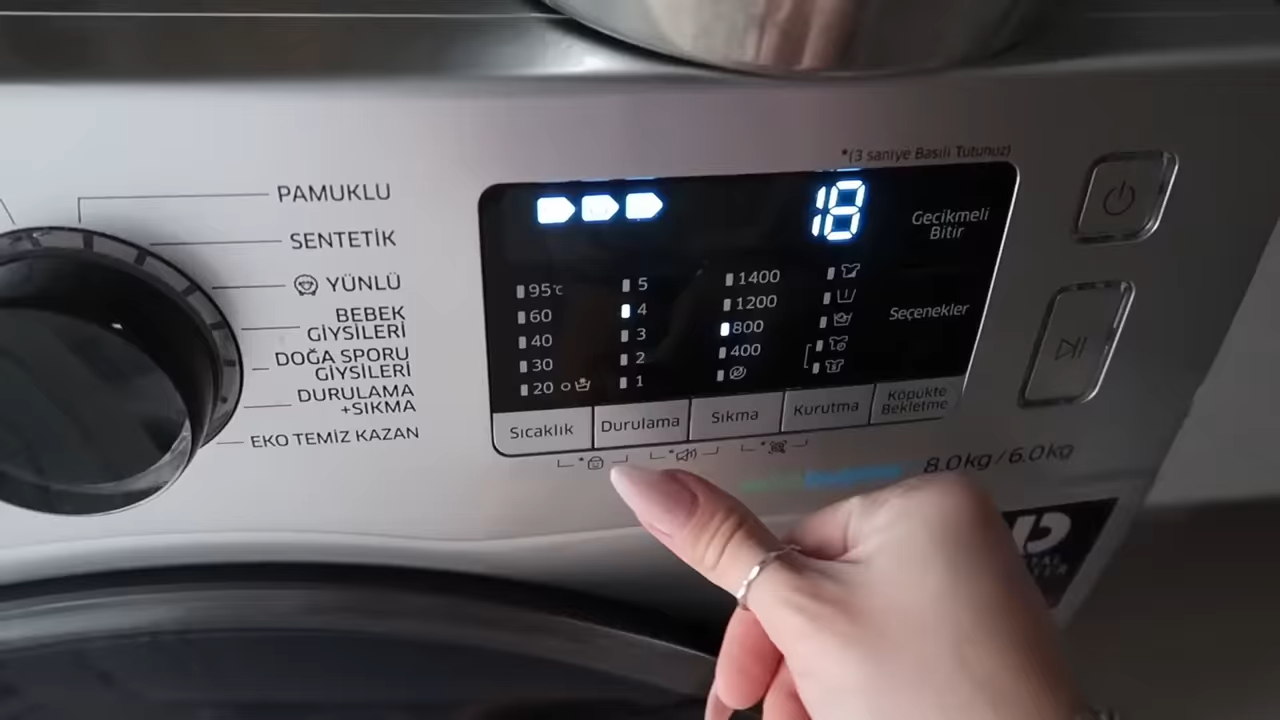 *(3 saniye Basılı Tutunuz)
PAMUKLU
SENTETİK
YÜNLÜ
BEBEK
GİYSİLERİ
DOĞA SPORU
GİYSİLERİ
DURULAMA
+SIKMA
EKO TEMİZ KAZAN
18
Gecikmeli
Bitir
95°c
60
40
30
20
5
4
3
2
1
1400
1200
800
400
Seçenekler
Sıcaklık
Durulama
Sıkma
Kurutma
Köpükte
Bekletme
8.0kg/6.0kg